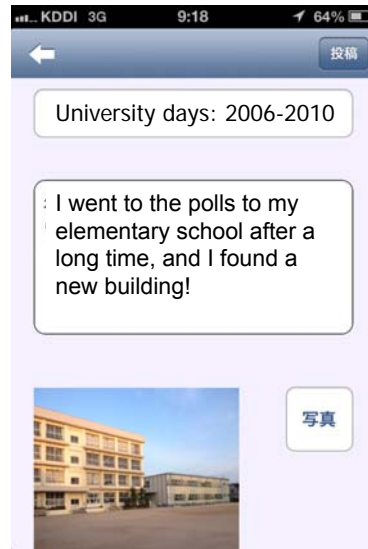 KDDI 3G 9:18 64%
投稿
University days: 2006-2010
I went to the polls to my
elementary school after a
long time, and I found a
new building!
写真